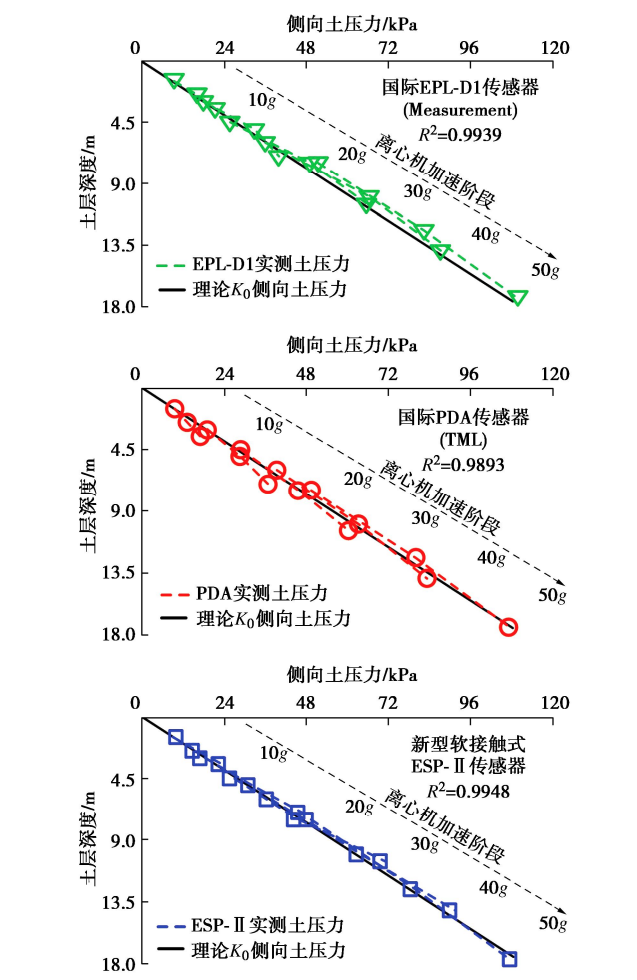 侧向土压力/kPa
0 24 48 72 96 120
国际EPL-D1传感器
(Measurement)
R²=0.9939
10g
20g
30g
40g
50g
离心机加速阶段
土层深度/m
4.5
9.0
13.5
18.0
EPL-D1实测土压力
理论K₀侧向土压力
侧向土压力/kPa
0 24 48 72 96 120
国际PDA传感器
(TML)
R²=0.9893
10g
20g
30g
40g
50g
离心机加速阶段
土层深度/m
4.5
9.0
13.5
18.0
PDA实测土压力
理论K₀侧向土压力
侧向土压力/kPa
0 24 48 72 96 120
新型软接触式
ESP-Ⅱ传感器
R²=0.9948
10g
20g
30g
40g
50g
离心机加速阶段
土层深度/m
4.5
9.0
13.5
18.0
ESP-Ⅱ实测土压力
理论K₀侧向土压力